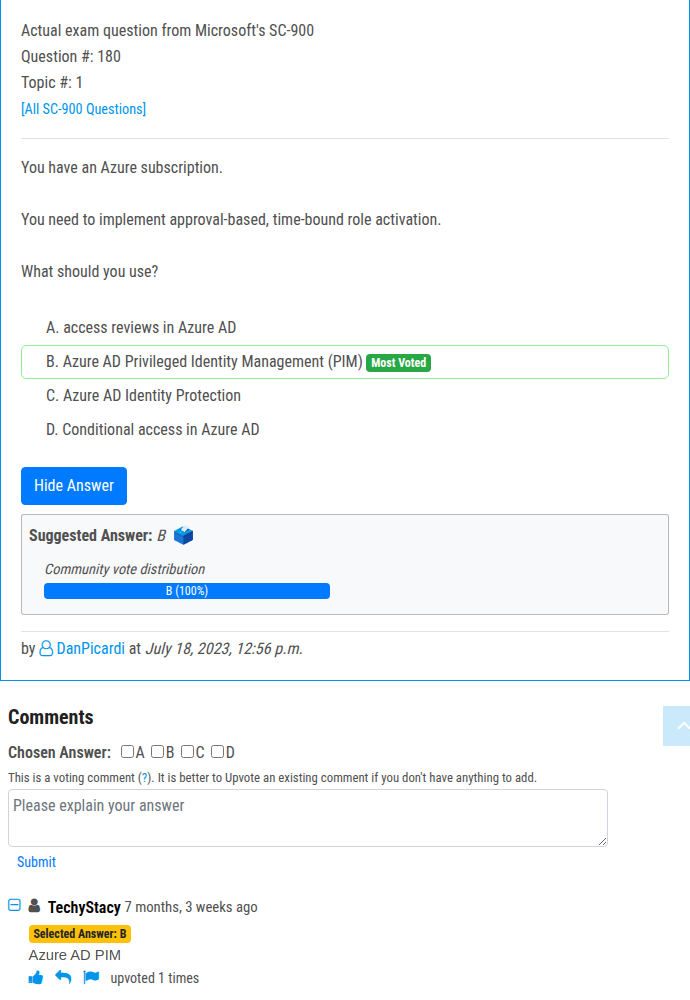 Actual exam question from Microsoft's SC-900
Question #: 180
Topic #: 1
[All SC-900 Questions]
You have an Azure subscription.
You need to implement approval-based, time-bound role activation.
What should you use?
A. access reviews in Azure AD
B. Azure AD Privileged Identity Management (PIM) Most Voted
C. Azure AD Identity Protection
D. Conditional access in Azure AD
Hide Answer
Suggested Answer: B
Community vote distribution
B (100%)
by DanPicardi at July 18, 2023, 12:56 p.m.
Comments
Chosen Answer: A B C D
This is a voting comment (?). It is better to Upvote an existing comment if you don't have anything to add.
Please explain your answer
Submit
TechyStacy 7 months, 3 weeks ago
Selected Answer: B
Azure AD PIM
upvoted 1 times